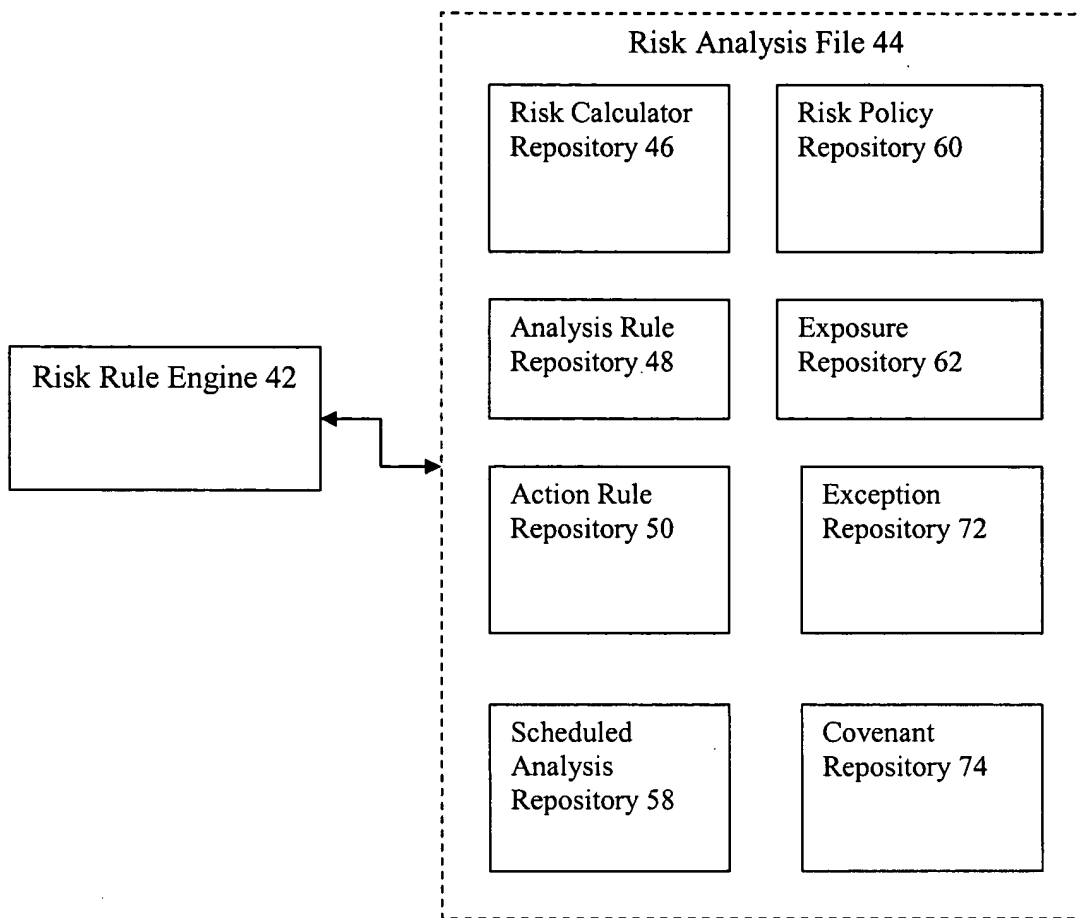 Risk Analysis File 44
Risk Calculator
Repository 46
Risk Policy
Repository 60
Analysis Rule
Repository 48
Exposure
Repository 62
Risk Rule Engine 42
Action Rule
Repository 50
Exception
Repository 72
Scheduled
Analysis
Repository 58
Covenant
Repository 74